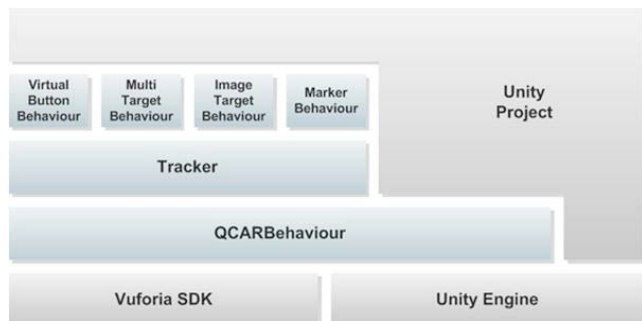 Virtual
Button
Behaviour
Multi
Target
Behaviour
Image
Target
Behaviour
Marker
Behaviour
Unity
Project
Tracker
QCARBehaviour
Vuforia SDK
Unity Engine